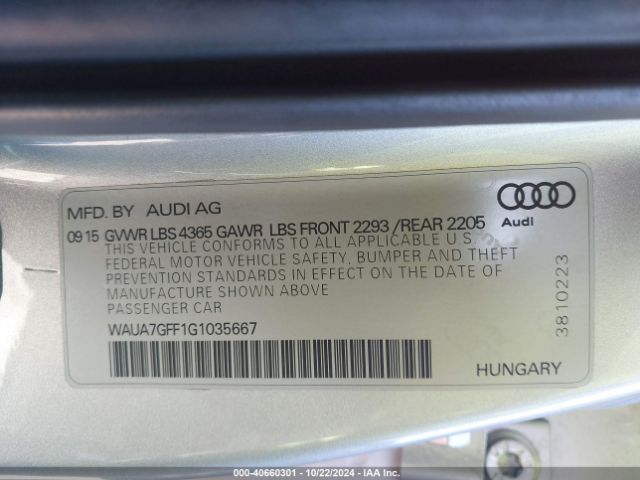 MFD. BY AUDI AG
Audi
09 15 GVWR LBS 4365 GAWR LBS FRONT 2293 /REAR 2205
THIS VEHICLE CONFORMS TO ALL APPLICABLE U S
FEDERAL MOTOR VEHICLE SAFETY, BUMPER AND THEFT
PREVENTION STANDARDS IN EFFECT ON THE DATE OF
MANUFACTURE SHOWN ABOVE.
PASSENGER CAR
3810223
WAUA7GFF1G1035667
HUNGARY
000-40660301 - 10/22/2024 - IAA Inc.